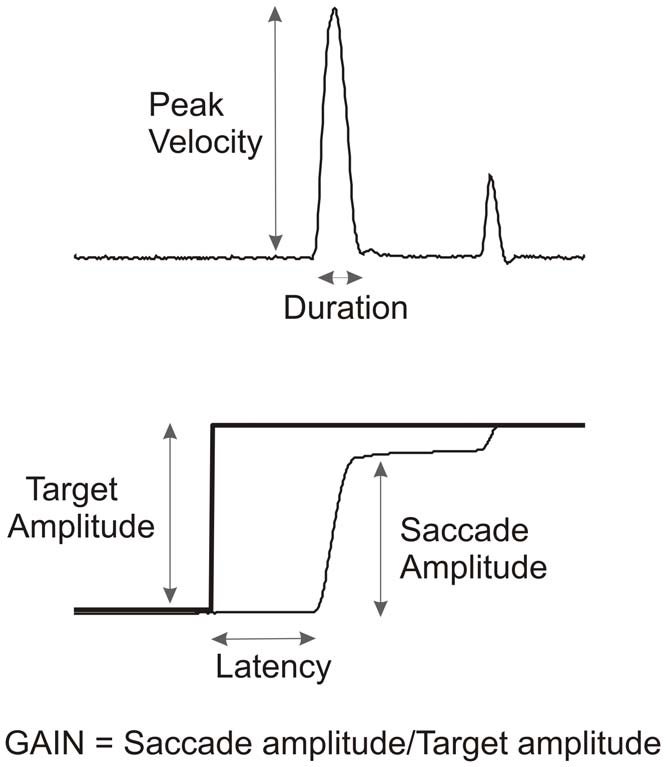 Peak
Velocity
Duration
Target
Amplitude
Saccade
Amplitude
Latency
GAIN = Saccade amplitude/Target amplitude